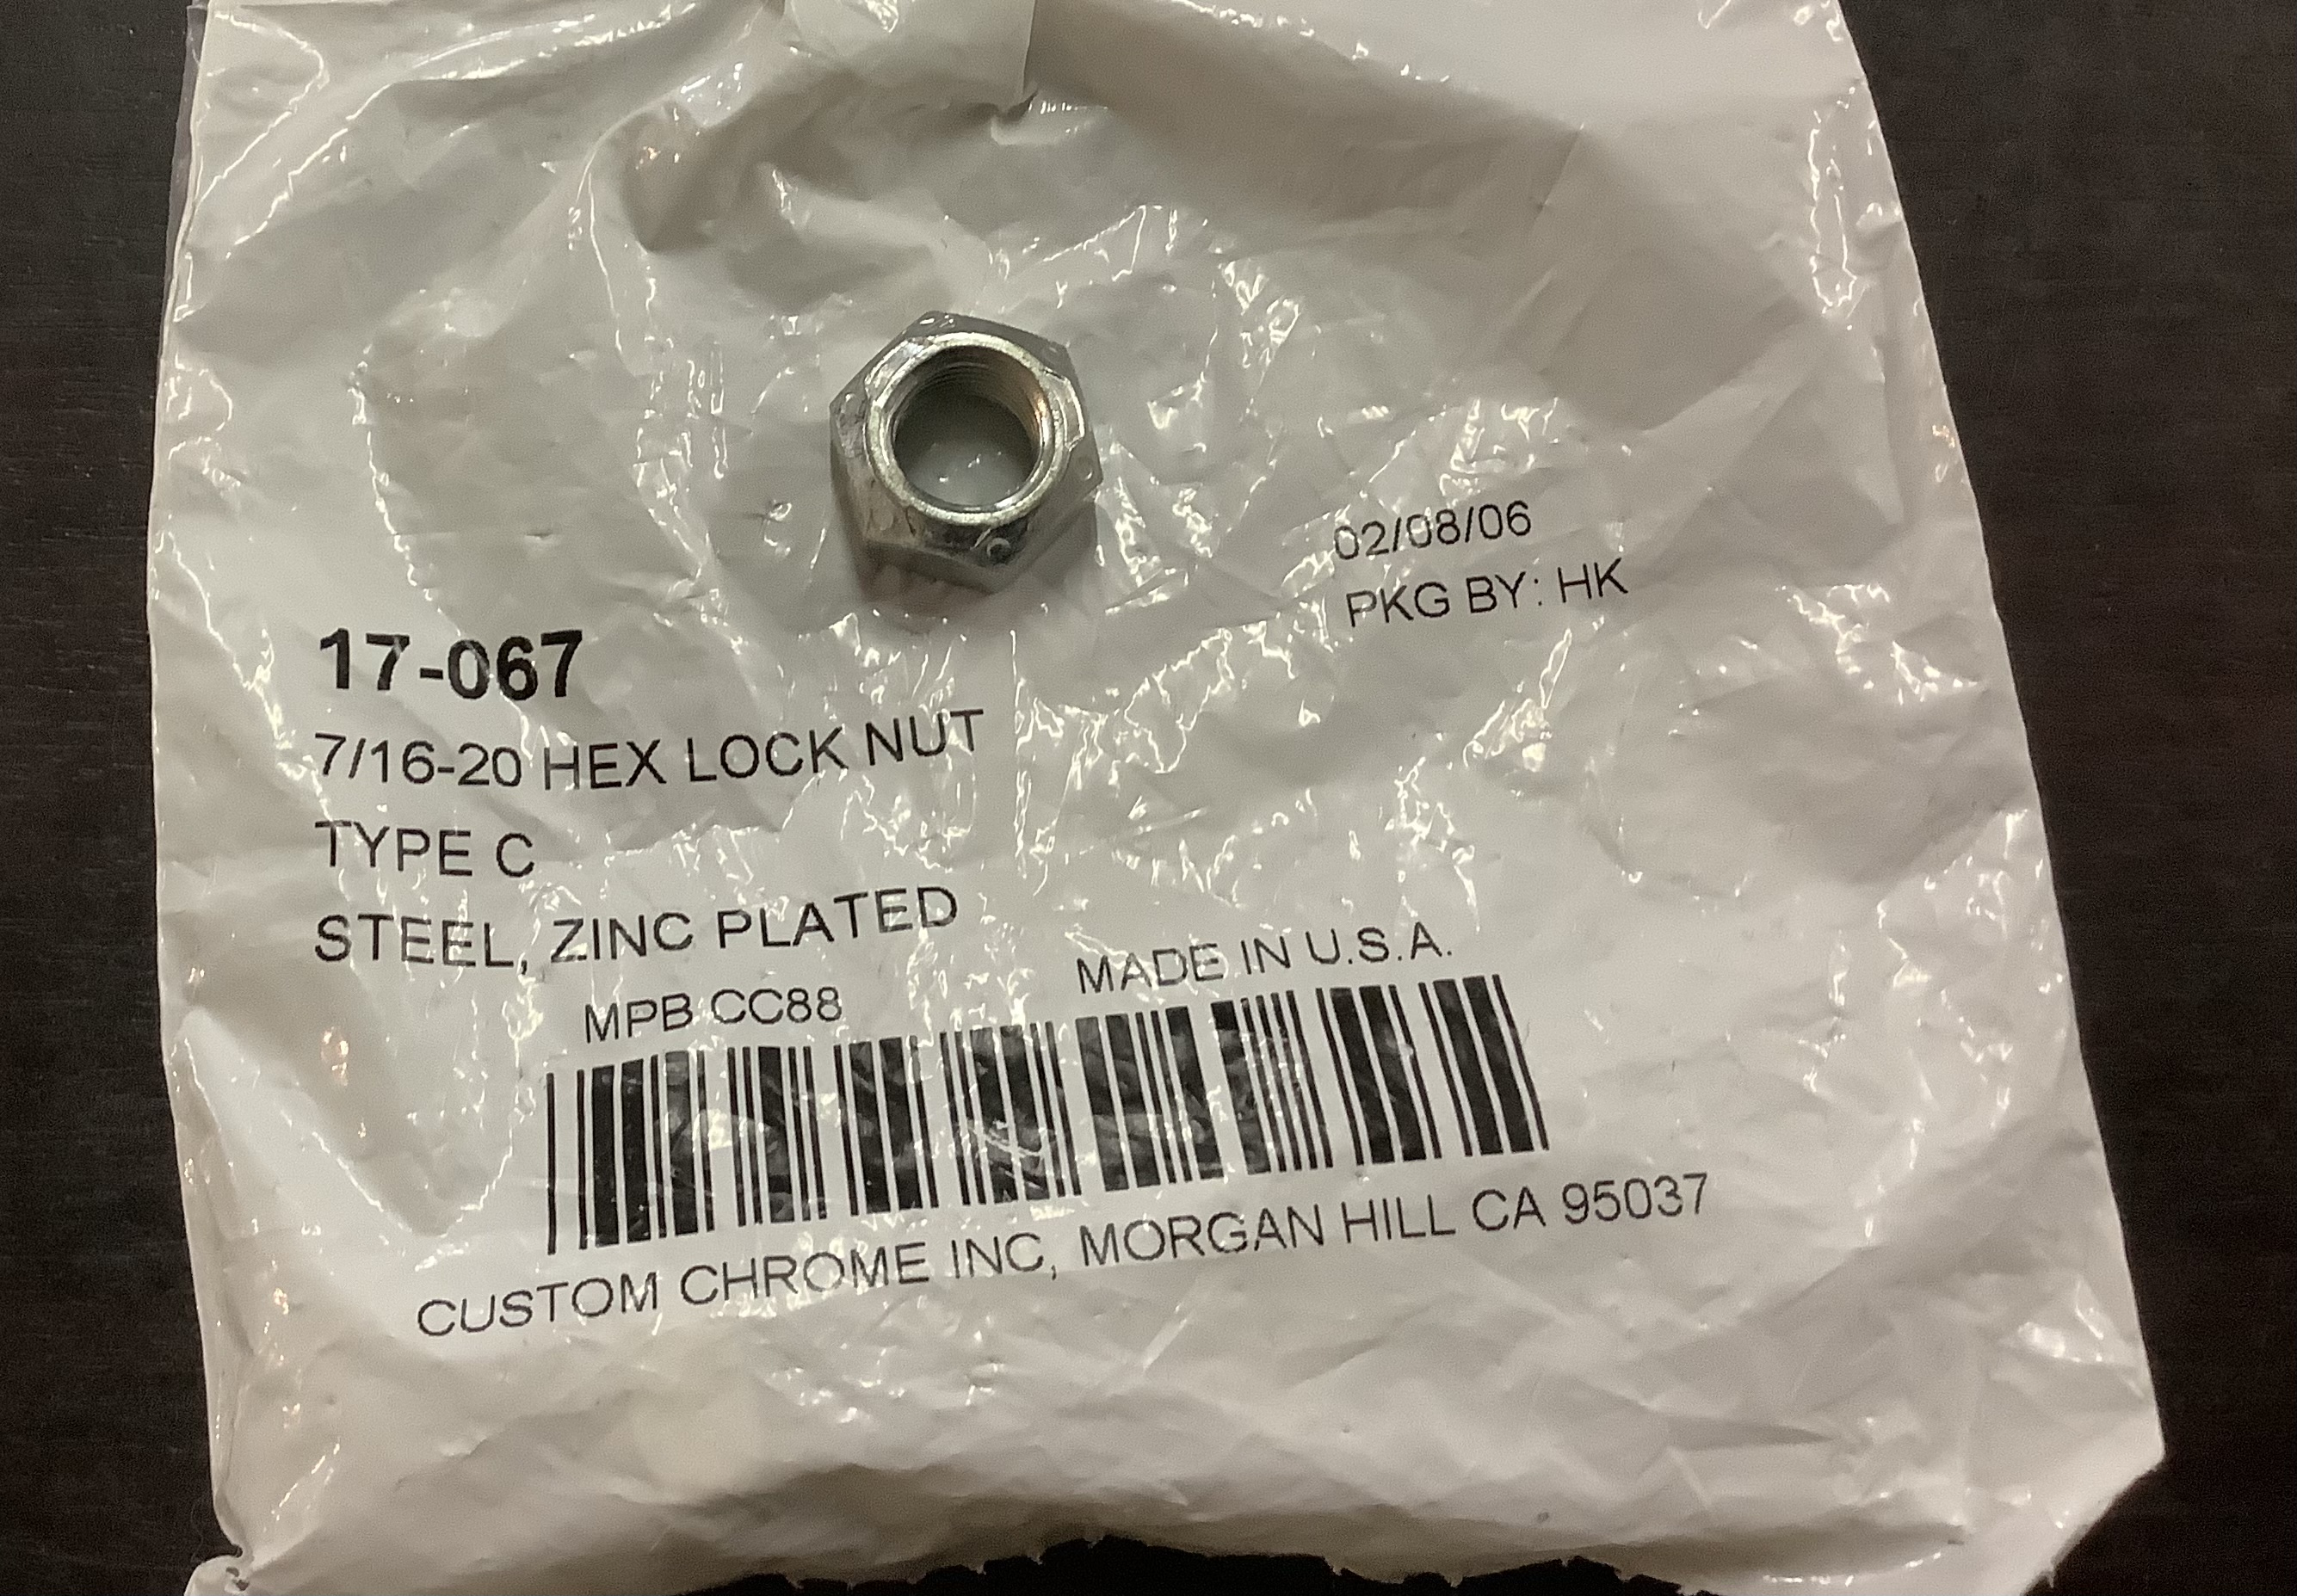 02/08/06
PKG BY: HK
17-067
7/16-20 HEX LOCK NUT
TYPE C
STEEL, ZINC PLATED
MPB CC88
MADE IN U.S.A.
CUSTOM CHROME INC, MORGAN HILL CA 95037